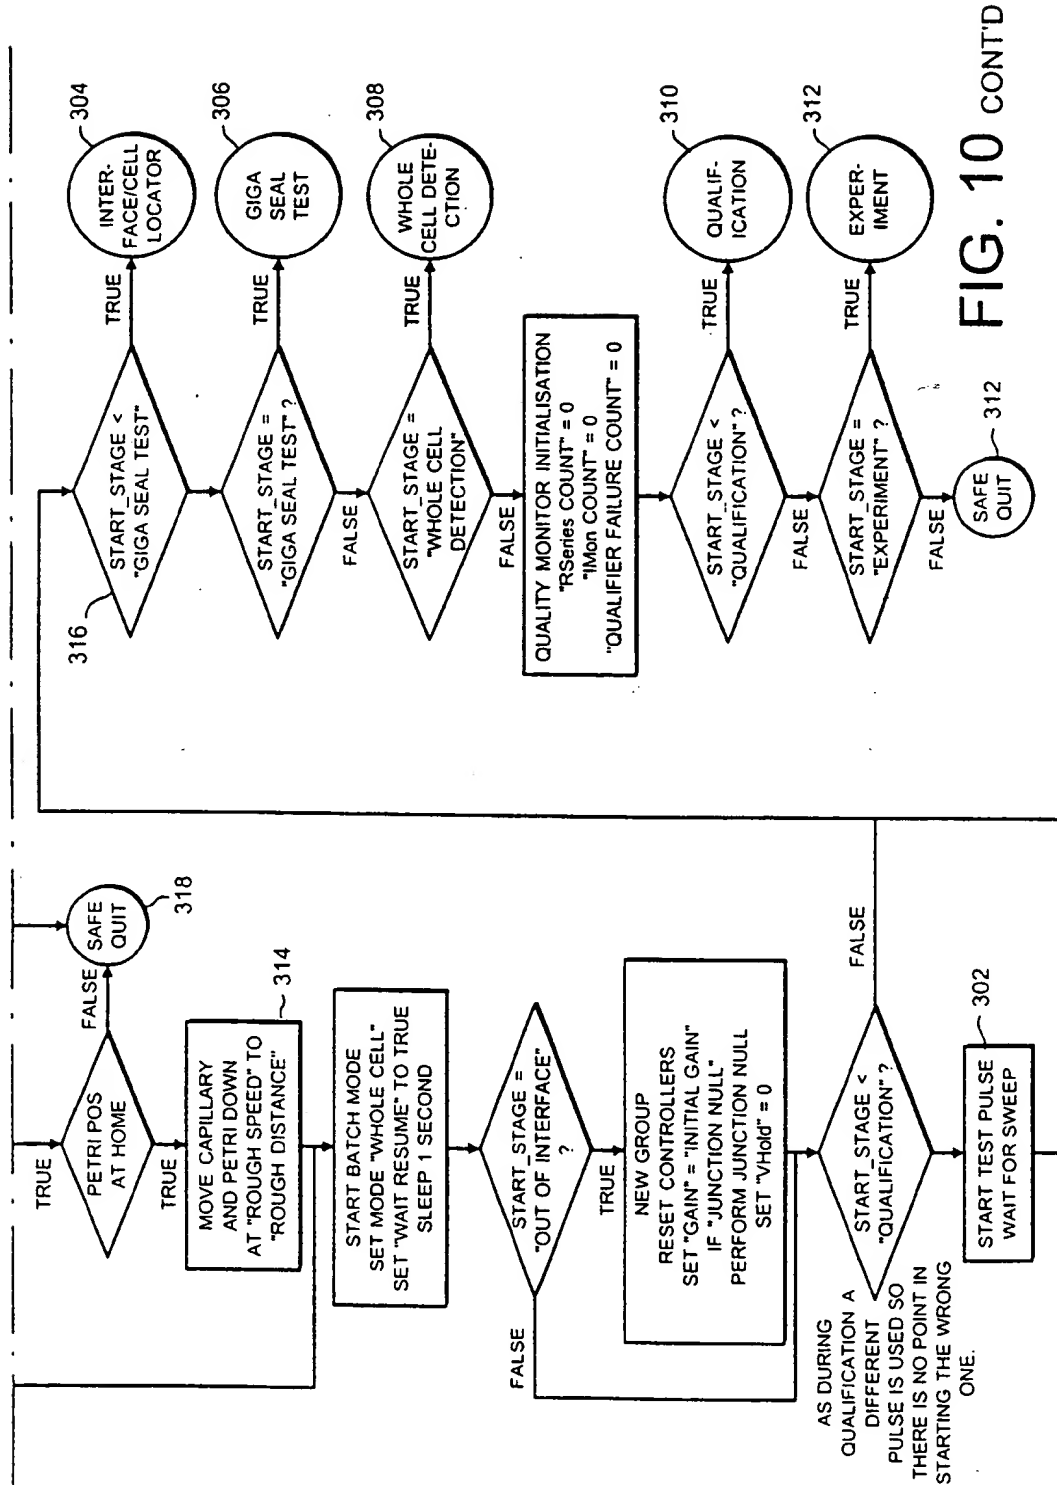 TRUE
PETRI POS
AT HOME
FALSE
SAFE
QUIT
318
TRUE
MOVE CAPILLARY
AND PETRI DOWN
AT "ROUGH SPEED" TO
"ROUGH DISTANCE"
314
START BATCH MODE
SET MODE "WHOLE CELL"
SET "WAIT RESUME" TO TRUE
SLEEP 1 SECOND
START_STAGE =
"OUT OF INTERFACE"
?
FALSE
TRUE
NEW GROUP
RESET CONTROLLERS
SET "GAIN" = "INITIAL GAIN"
IF "JUNCTION NULL"
PERFORM JUNCTION NULL
SET "VHold" = 0
START_STAGE <
"QUALIFICATION" ?
FALSE
AS DURING
QUALIFICATION A
DIFFERENT
PULSE IS USED SO
THERE IS NO POINT IN
STARTING THE WRONG
ONE.
302
START TEST PULSE
WAIT FOR SWEEP
316
START_STAGE <
"GIGA SEAL TEST"
TRUE
INTER-
FACE/CELL
LOCATOR
304
START_STAGE =
"GIGA SEAL TEST" ?
TRUE
GIGA
SEAL
TEST
306
FALSE
START_STAGE =
"WHOLE CELL
DETECTION"
TRUE
WHOLE
CELL DETE-
CTION
308
FALSE
QUALITY MONITOR INITIALISATION
"RSeries COUNT" = 0
"IMon COUNT" = 0
"QUALIFIER FAILURE COUNT" = 0
START_STAGE <
"QUALIFICATION" ?
TRUE
QUALIF-
ICATION
310
FALSE
START_STAGE =
"EXPERIMENT" ?
TRUE
EXPER-
IMENT
312
FALSE
SAFE
QUIT
312
FIG. 10 CONT'D